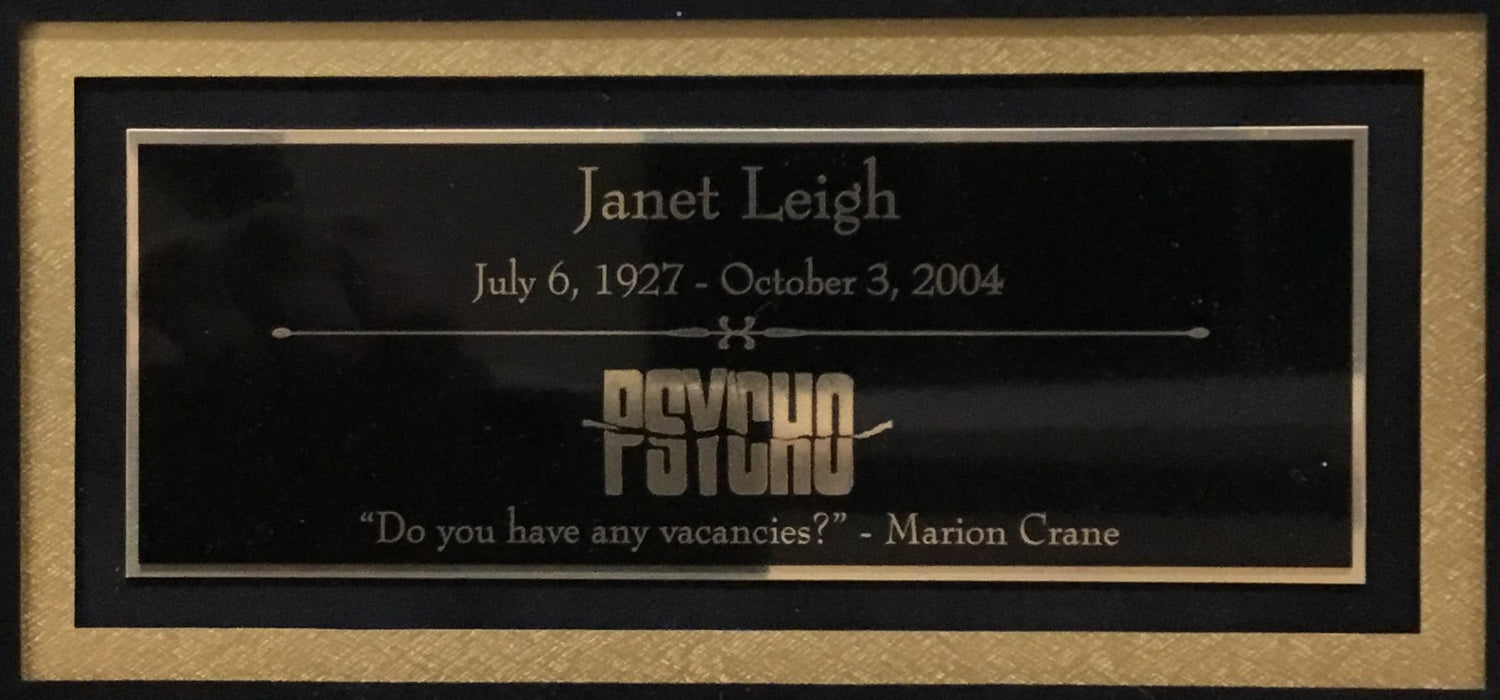 Janet Leigh
July 6, 1927 - October 3, 2004
PSYCHO
“Do you have any vacancies?” - Marion Crane